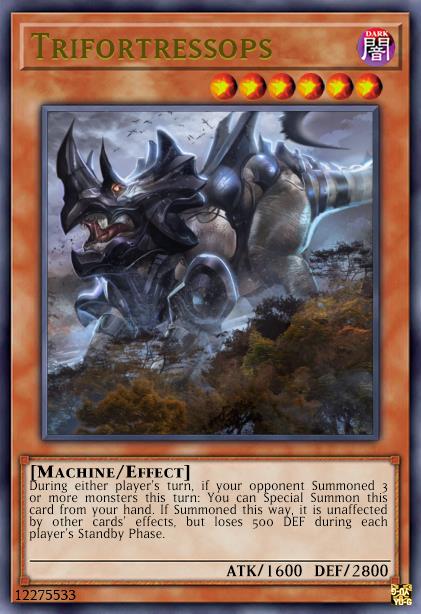 Trifortressops
DARK
闇
[Machine/Effect]
During either player's turn, if your opponent Summoned 3
or more monsters this turn: You can Special Summon this
card from your hand. If Summoned this way, it is unaffected
by other cards' effects, but loses 500 DEF during each
player's Standby Phase.
ATK/1600 DEF/2800
12275533